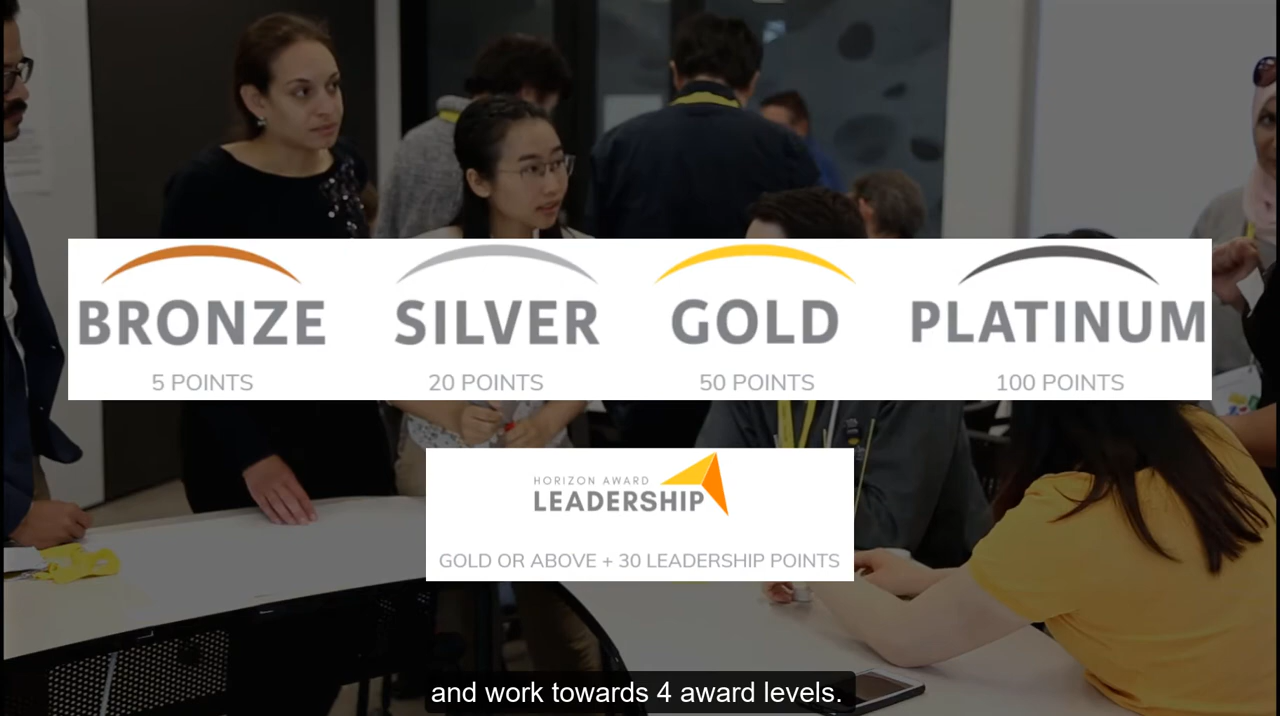 BRONZE SILVER GOLD PLATINUM
5 POINTS 20 POINTS 50 POINTS 100 POINTS
HORIZON AWARD
LEADERSHIP
GOLD OR ABOVE + 30 LEADERSHIP POINTS
and work towards 4 award levels.